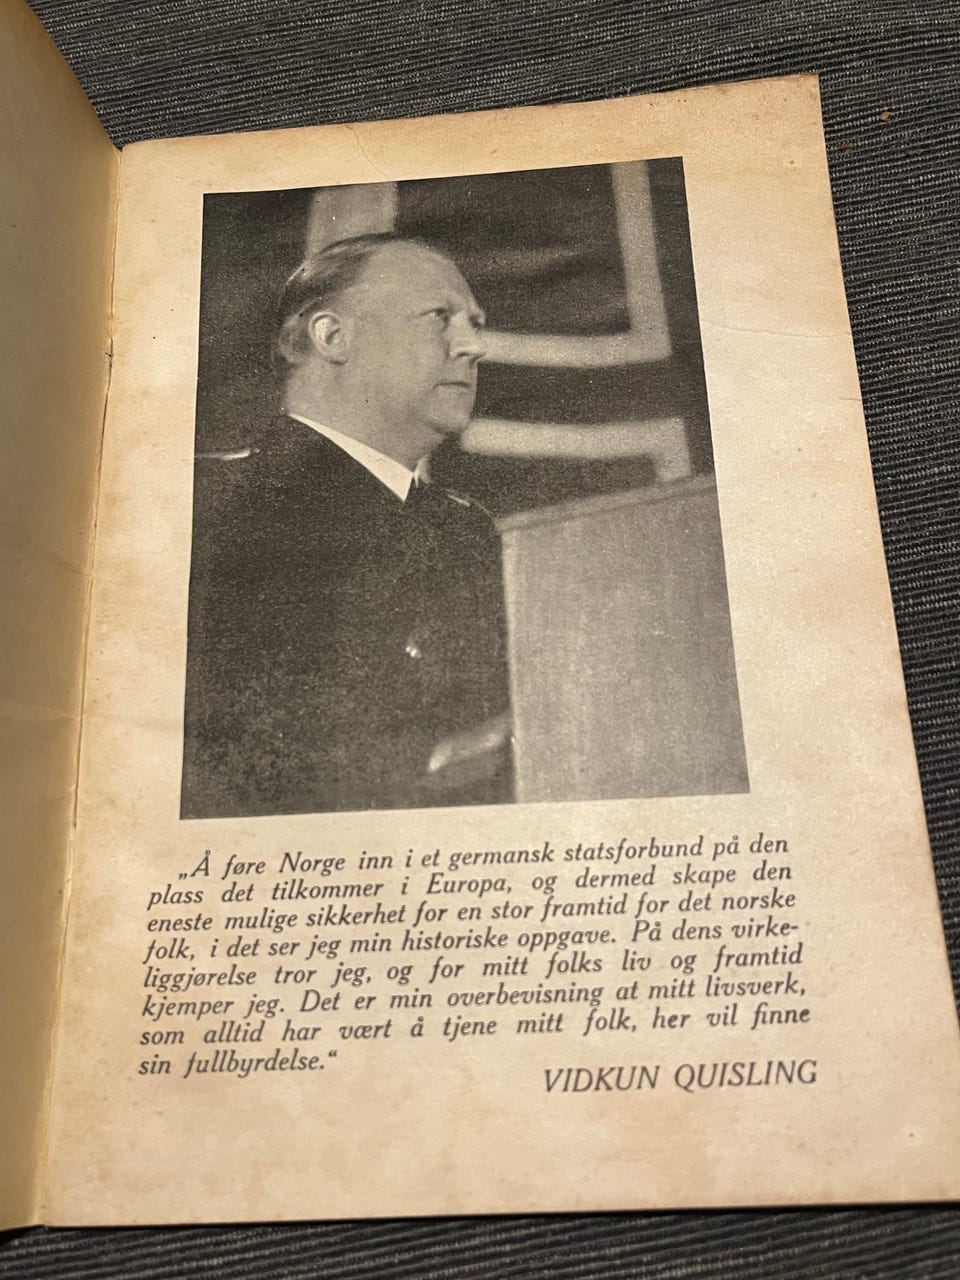 „Å føre Norge inn i et germansk statsforbund på den
plass det tilkommer i Europa, og dermed skape den
eneste mulige sikkerhet for en stor framtid for det norske
folk, i det ser jeg min historiske oppgave. På dens virke-
liggjørelse tror jeg, og for mitt folks liv og framtid
kjemper jeg. Det er min overbevisning at mitt livsverk,
som alltid har vært å tjene mitt folk, her vil finne
sin fullbyrdelse.“
VIDKUN QUISLING